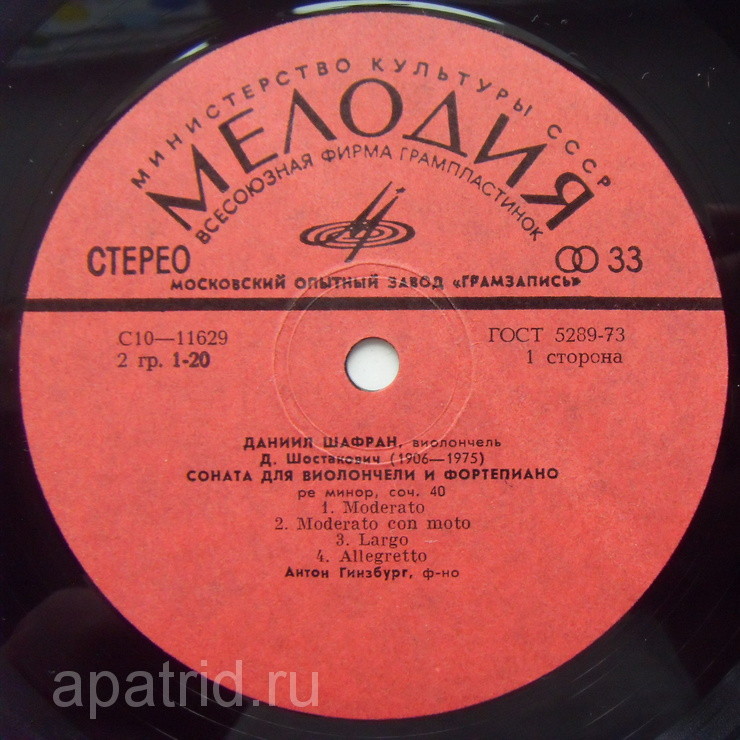 МИНИСТЕРСТВО КУЛЬТУРЫ СССР
МЕЛОДИЯ
ВСЕСОЮЗНАЯ ФИРМА ГРАМПЛАСТИНОК
СТЕРЕО
33
МОСКОВСКИЙ ОПЫТНЫЙ ЗАВОД «ГРАМЗАПИСЬ»
С10—11629
ГОСТ 5289-73
2 гр. 1-20
1 сторона
ДАНИИЛ ШАФРАН, виолончель
Д. Шостакович (1906—1975)
СОНАТА ДЛЯ ВИОЛОНЧЕЛИ И ФОРТЕПИАНО
ре минор, соч. 40
1. Moderato
2. Moderato con moto
3. Largo
4. Allegretto
Антон Гинзбург, ф-но
apatrid.ru